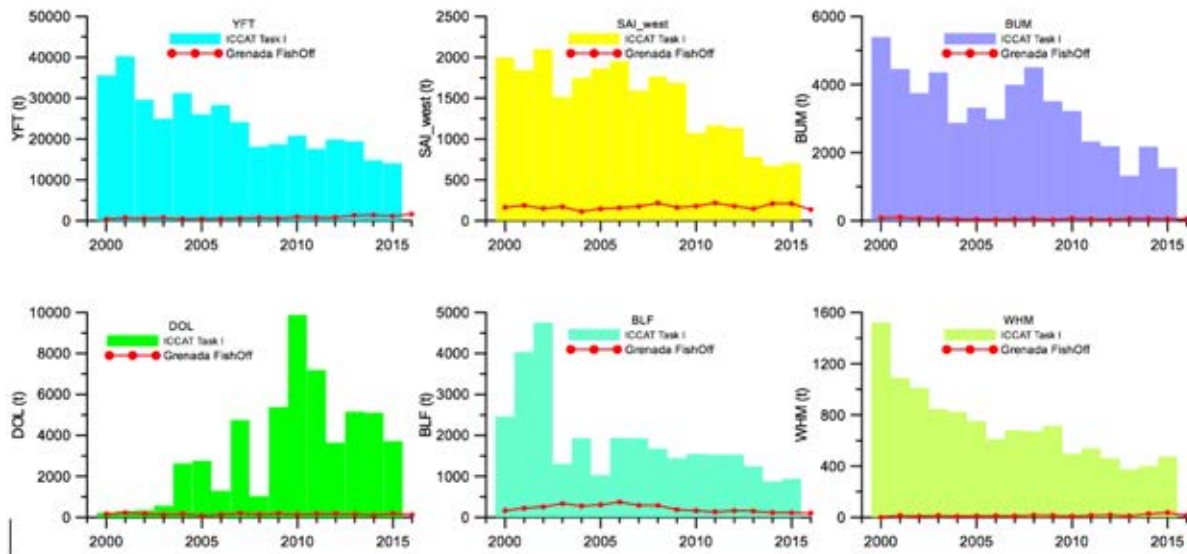 YFT
ICCAT Task I
Grenada FishOff
YFT (t)
50000
40000
30000
20000
10000
0
2000
2005
2010
2015
SAI_west
ICCAT Task I
Grenada FishOff
SAI_west (t)
2500
2000
1500
1000
500
0
2000
2005
2010
2015
BUM
ICCAT Task I
Grenada FishOff
BUM (t)
6000
4000
2000
0
2000
2005
2010
2015
DOL
ICCAT Task I
Grenada FishOff
DOL (t)
10000
8000
6000
4000
2000
0
2000
2005
2010
2015
BLF
ICCAT Task I
Grenada FishOff
BLF (t)
5000
4000
3000
2000
1000
0
2000
2005
2010
2015
WHM
ICCAT Task I
Grenada FishOff
WHM (t)
1600
1200
800
400
0
2000
2005
2010
2015